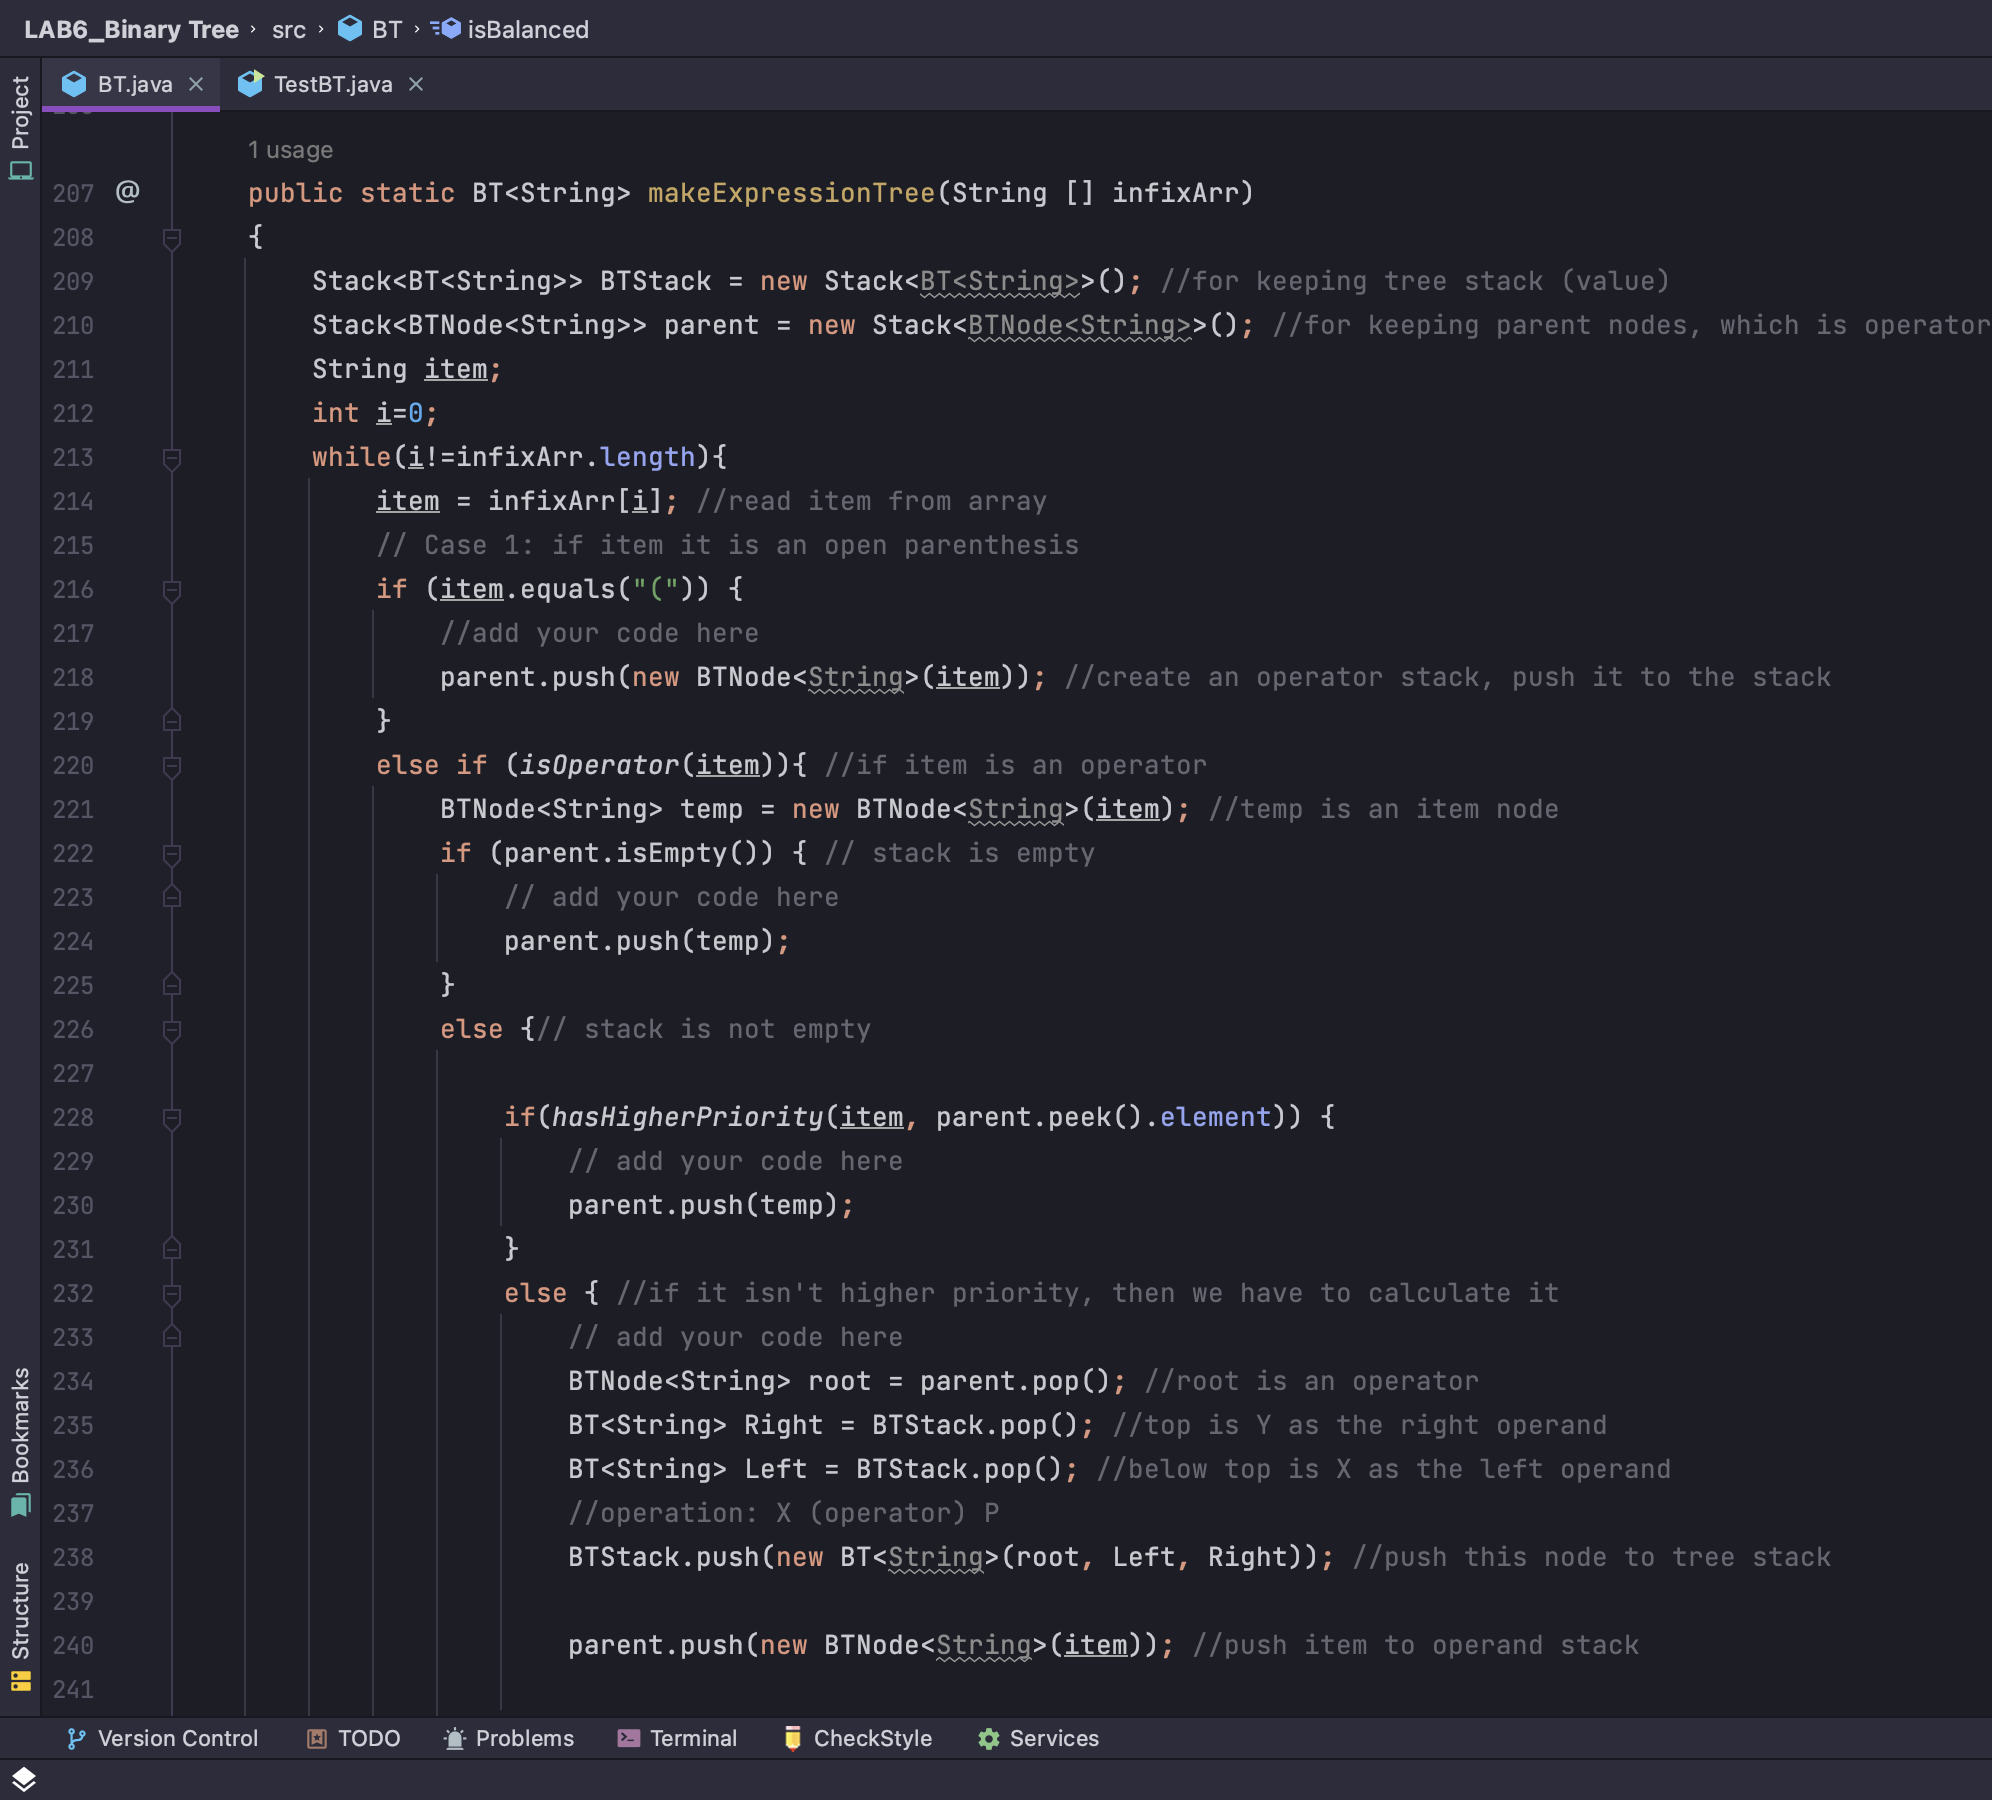 LAB6_Binary Tree › src › BT › isBalanced
Project
BT.java × TestBT.java ×
1 usage
207 @ public static BT<String> makeExpressionTree(String [] infixArr)
208 {
209 Stack<BT<String>> BTStack = new Stack<BT<String>>(); //for keeping tree stack (value)
210 Stack<BTNode<String>> parent = new Stack<BTNode<String>>(); //for keeping parent nodes, which is operator
211 String item;
212 int i=0;
213 while(i!=infixArr.length){
214 item = infixArr[i]; //read item from array
215 // Case 1: if item it is an open parenthesis
216 if (item.equals("(")) {
217 //add your code here
218 parent.push(new BTNode<String>(item)); //create an operator stack, push it to the stack
219 }
220 else if (isOperator(item)){ //if item is an operator
221 BTNode<String> temp = new BTNode<String>(item); //temp is an item node
222 if (parent.isEmpty()) { // stack is empty
223 // add your code here
224 parent.push(temp);
225 }
226 else {// stack is not empty
227
228 if(hasHigherPriority(item, parent.peek().element)) {
229 // add your code here
230 parent.push(temp);
231 }
232 else { //if it isn't higher priority, then we have to calculate it
233 // add your code here
234 BTNode<String> root = parent.pop(); //root is an operator
235 BT<String> Right = BTStack.pop(); //top is Y as the right operand
236 BT<String> Left = BTStack.pop(); //below top is X as the left operand
237 //operation: X (operator) P
238 BTStack.push(new BT<String>(root, Left, Right)); //push this node to tree stack
239
240 parent.push(new BTNode<String>(item)); //push item to operand stack
241
Bookmarks
Structure
Version Control TODO Problems Terminal CheckStyle Services